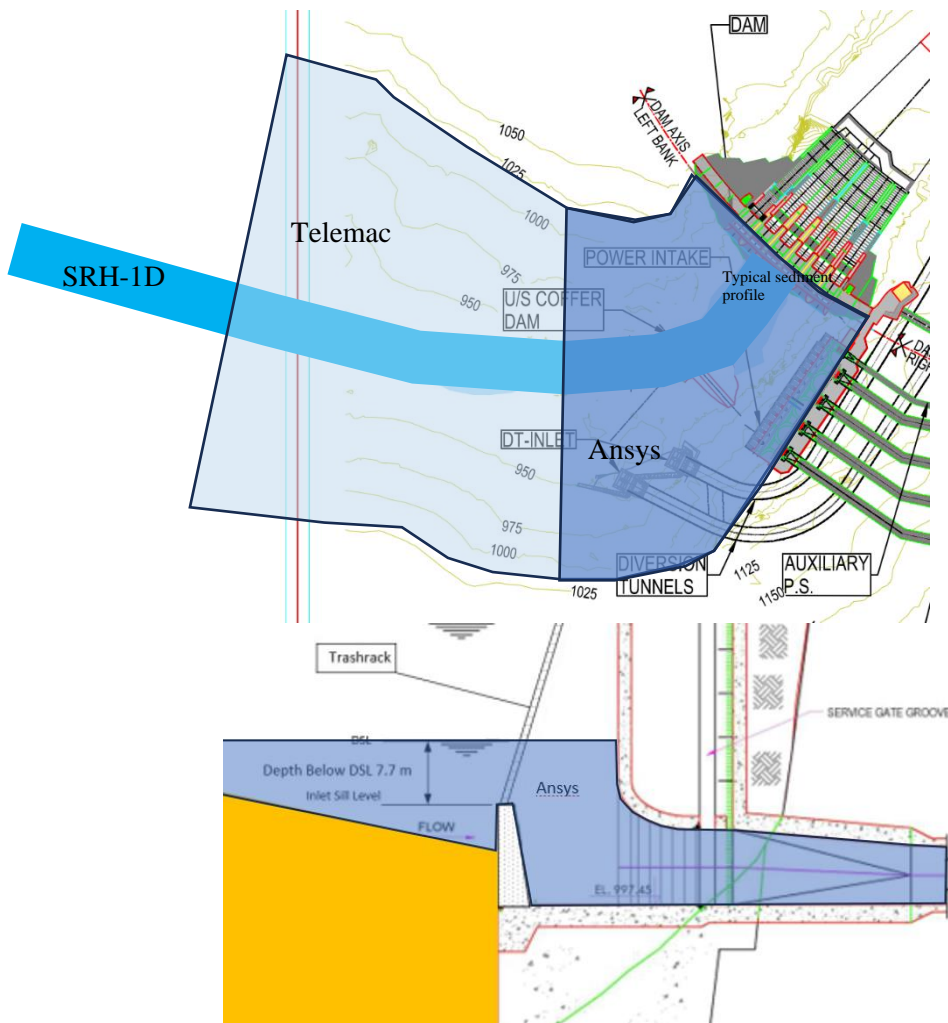 DAM
DAM AXIS
LEFT BANK
1050
1025
1000
975
950
Telemac
SRH-1D
POWER INTAKE
Typical sediment
profile
U/S COFFER
DAM
DT-INLET
Ansys
950
975
1000
1025
DIVERSION
TUNNELS
1125
1150
AUXILIARY
P.S.
DA
RIGH
Trashrack
DSL
Depth Below DSL 7.7 m
Inlet Sill Level
FLOW
Ansys
SERVICE GATE GROOVE
EL. 997.45